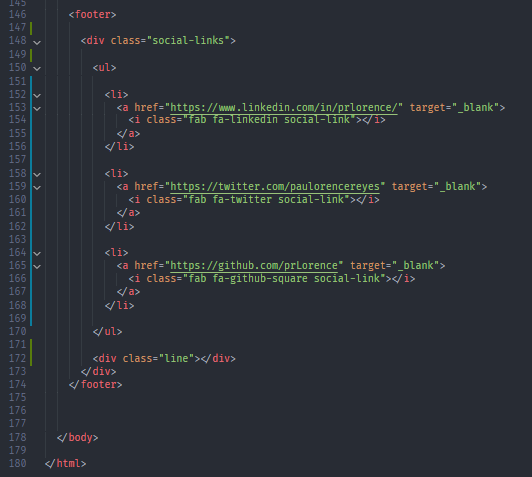 145
146 <footer>
147
148 <div class="social-links">
149
150 <ul>
151
152 <li>
153 <a href="https://www.linkedin.com/in/prlorence/" target="_blank">
154 <i class="fab fa-linkedin social-link"></i>
155 </a>
156 </li>
157
158 <li>
159 <a href="https://twitter.com/paulorencereyes" target="_blank">
160 <i class="fab fa-twitter social-link"></i>
161 </a>
162 </li>
163
164 <li>
165 <a href="https://github.com/prLorence" target="_blank">
166 <i class="fab fa-github-square social-link"></i>
167 </a>
168 </li>
169
170 </ul>
171
172 <div class="line"></div>
173 </div>
174 </footer>
175
176
177
178 </body>
179
180 </html>